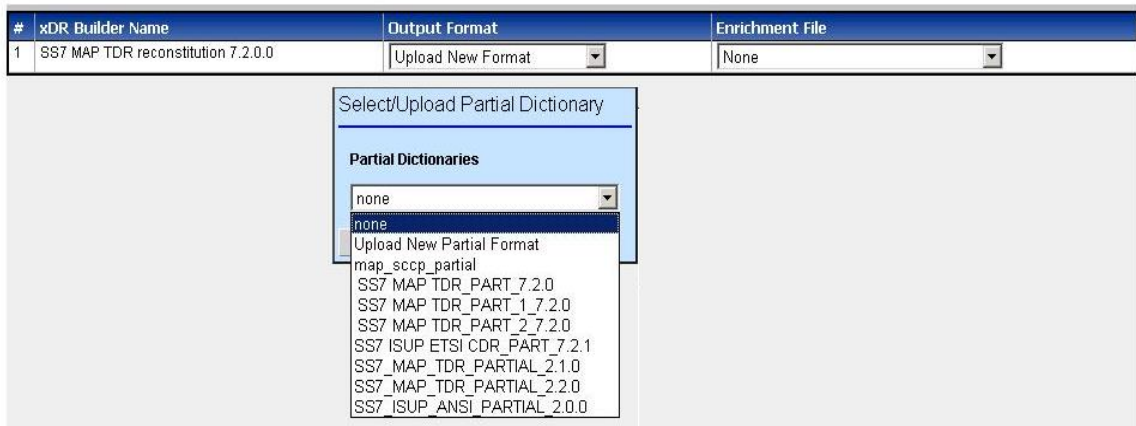 # xDR Builder Name Output Format Enrichment File
1 SS7 MAP TDR reconstitution 7.2.0.0 Upload New Format None
Select/Upload Partial Dictionary
Partial Dictionaries
none
none
Upload New Partial Format
map_sccp_partial
SS7 MAP TDR_PART_7.2.0
SS7 MAP TDR_PART_1_7.2.0
SS7 MAP TDR_PART_2_7.2.0
SS7 ISUP ETSI CDR_PART_7.2.1
SS7_MAP_TDR_PARTIAL_2.1.0
SS7_MAP_TDR_PARTIAL_2.2.0
SS7_ISUP_ANSI_PARTIAL_2.0.0